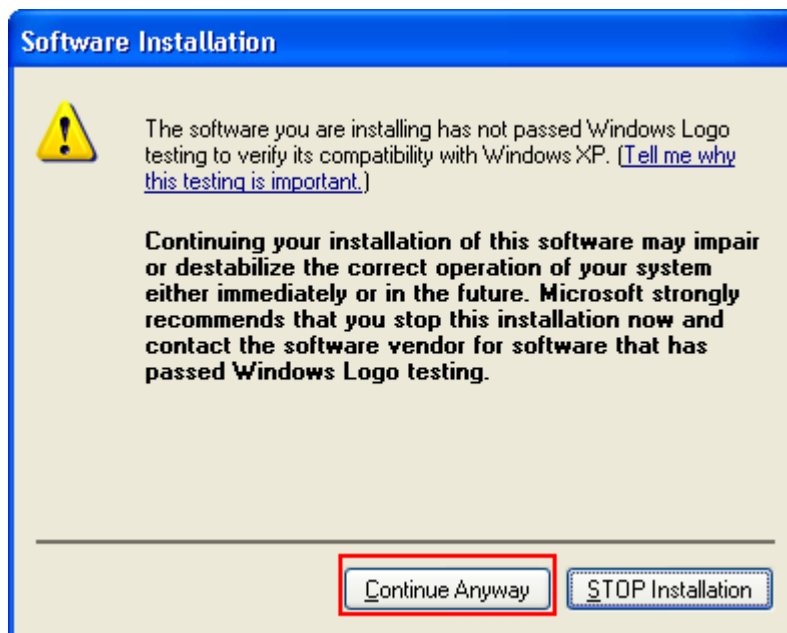 Software Installation
The software you are installing has not passed Windows Logo
testing to verify its compatibility with Windows XP. (Tell me why
this testing is important.)
Continuing your installation of this software may impair
or destabilize the correct operation of your system
either immediately or in the future. Microsoft strongly
recommends that you stop this installation now and
contact the software vendor for software that has
passed Windows Logo testing.
Continue Anyway
STOP Installation